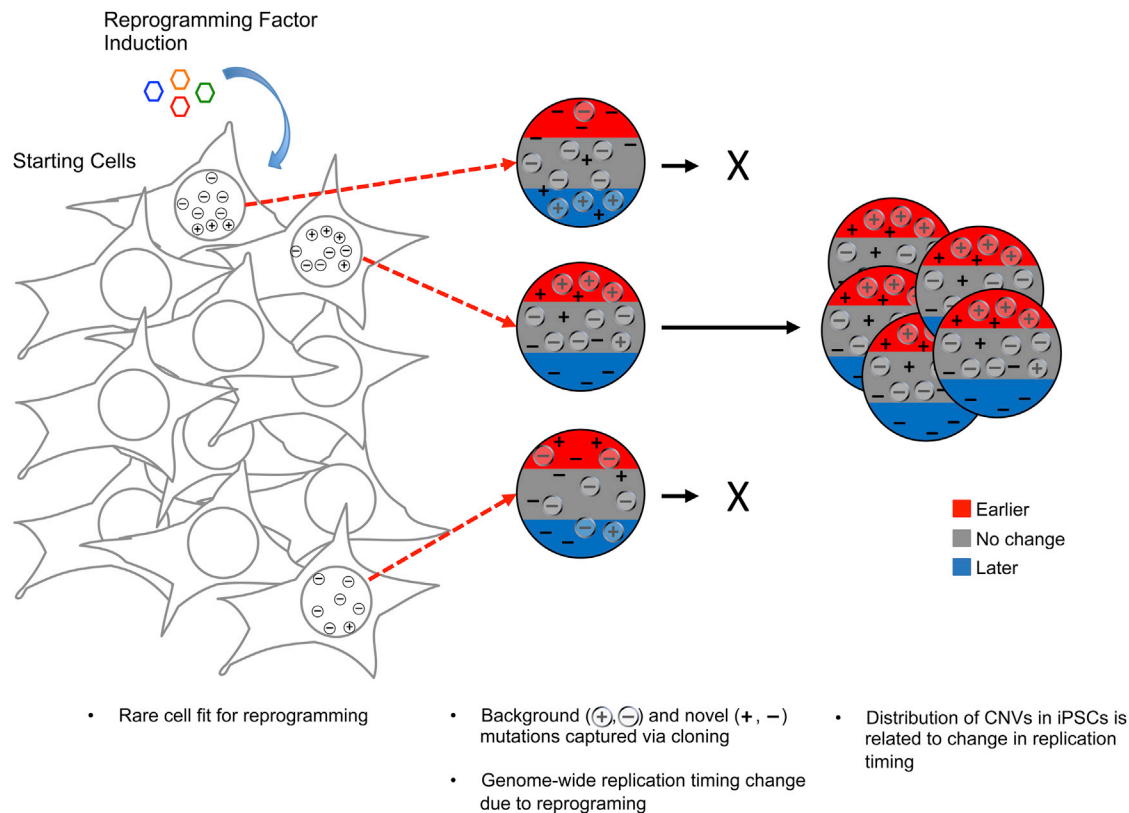 Reprogramming Factor
Induction
Starting Cells
X
X
Earlier
No change
Later
• Rare cell fit for reprogramming
• Background (⊕,⊖) and novel (+, −)
mutations captured via cloning
• Genome-wide replication timing change
due to reprograming
• Distribution of CNVs in iPSCs is
related to change in replication
timing